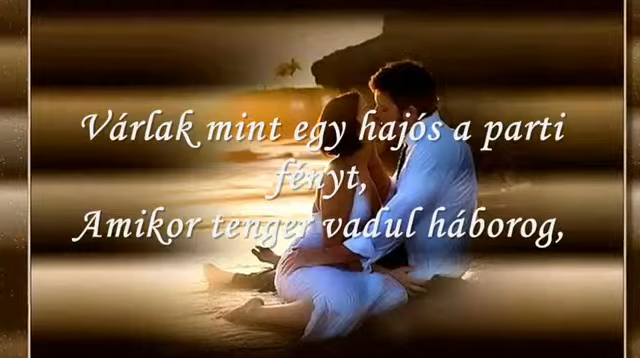 Várlak mint egy hajós a parti
fényt,
Amikor tenger vadul háborog,